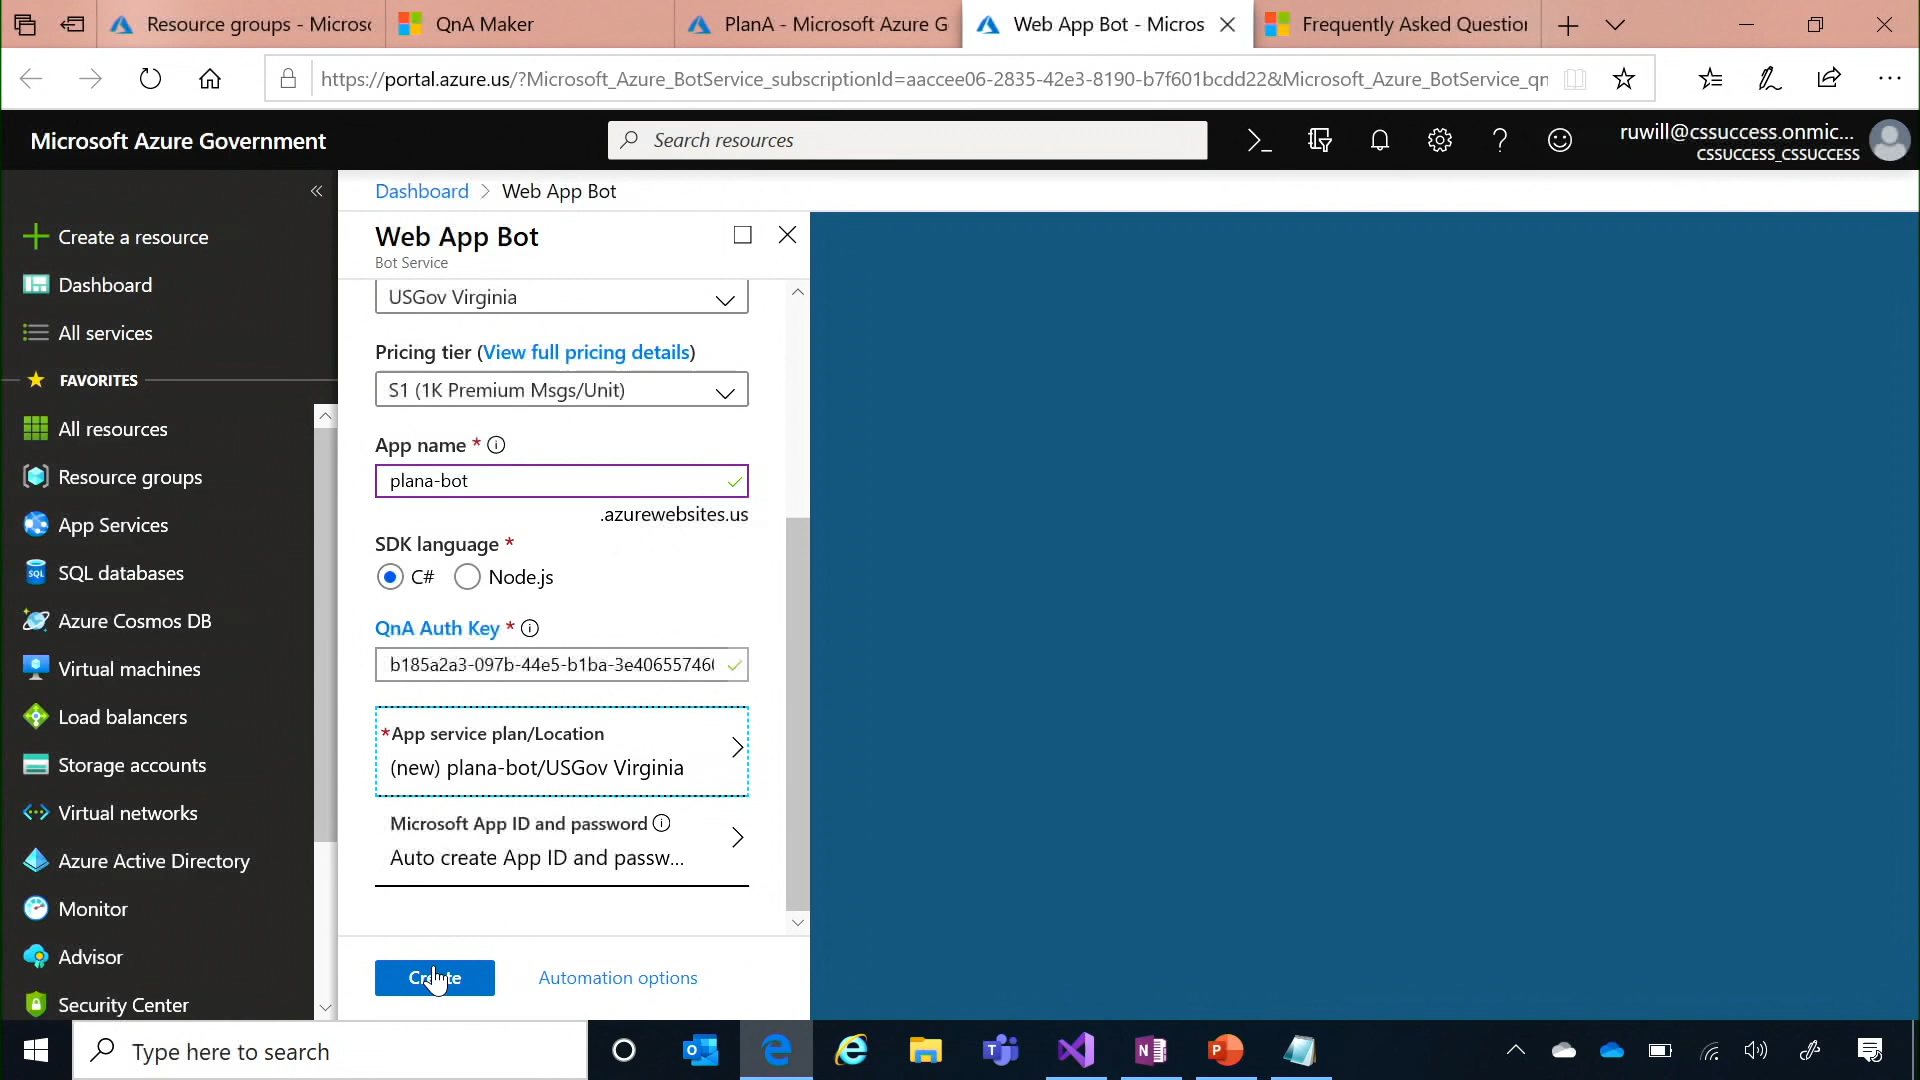 Resource groups - Microsc
QnA Maker
PlanA - Microsoft Azure G
Web App Bot - Micros
Frequently Asked Question
https://portal.azure.us/?Microsoft_Azure_BotService_subscriptionId=aaccee06-2835-42e3-8190-b7f601bcdd22&Microsoft_Azure_BotService_qn
Microsoft Azure Government
Search resources
ruwill@cssuccess.onmic...
CSSUCCESS_CSSUCCESS
Dashboard > Web App Bot
Create a resource
Dashboard
All services
FAVORITES
All resources
Resource groups
App Services
SQL databases
Azure Cosmos DB
Virtual machines
Load balancers
Storage accounts
Virtual networks
Azure Active Directory
Monitor
Advisor
Security Center
Web App Bot
Bot Service
USGov Virginia
Pricing tier (View full pricing details)
S1 (1K Premium Msgs/Unit)
App name *
plana-bot
.azurewebsites.us
SDK language *
C# Node.js
QnA Auth Key *
b185a2a3-097b-44e5-b1ba-3e406557460
*App service plan/Location
(new) plana-bot/USGov Virginia
Microsoft App ID and password
Auto create App ID and passw...
Create
Automation options
Type here to search